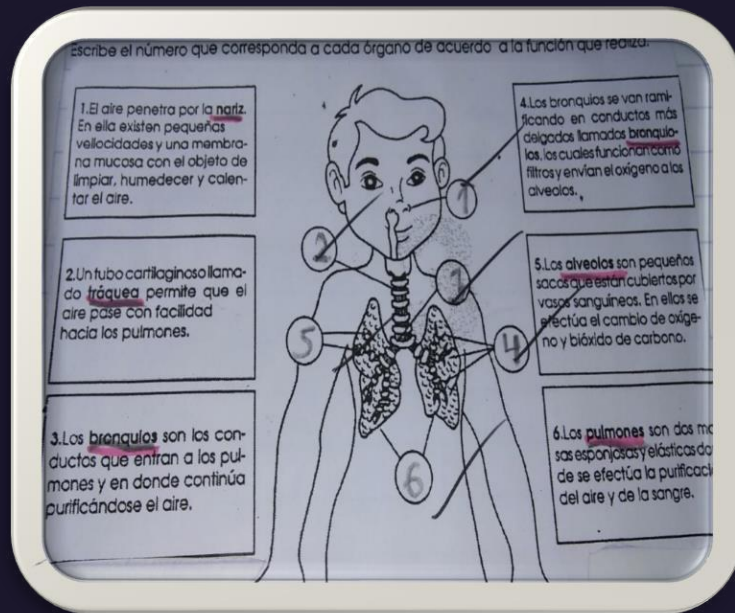 Escribe el número que corresponda a cada órgano de acuerdo a la función que realiza.
1.El aire penetra por la nariz.
En ella existen pequeñas
vellocidades y una membra-
na mucosa con el objeto de
limpiar, humedecer y calen-
tar el aire.
2.Un tubo cartilaginoso llama-
do tráquea permite que el
aire pase con facilidad
hacia los pulmones.
3.Los bronquios son los con-
ductos que entran a los pul-
mones y en donde continúa
purificándose el aire.
1
2
5
4
6
4.Los bronquios se van rami-
ficando en conductos más
delgados llamados bronquio-
los, los cuales funcionan como
filtros y envían el oxígeno a los
alveolos.
5.Los alveolos son pequeños
sacos que están cubiertos por
vasos sanguíneos. En ellos se
efectúa el cambio de oxíge-
no y bióxido de carbono.
6.Los pulmones son dos
sas esponjosas y elásticas
de se efectúa la
del aire y de la sangre.